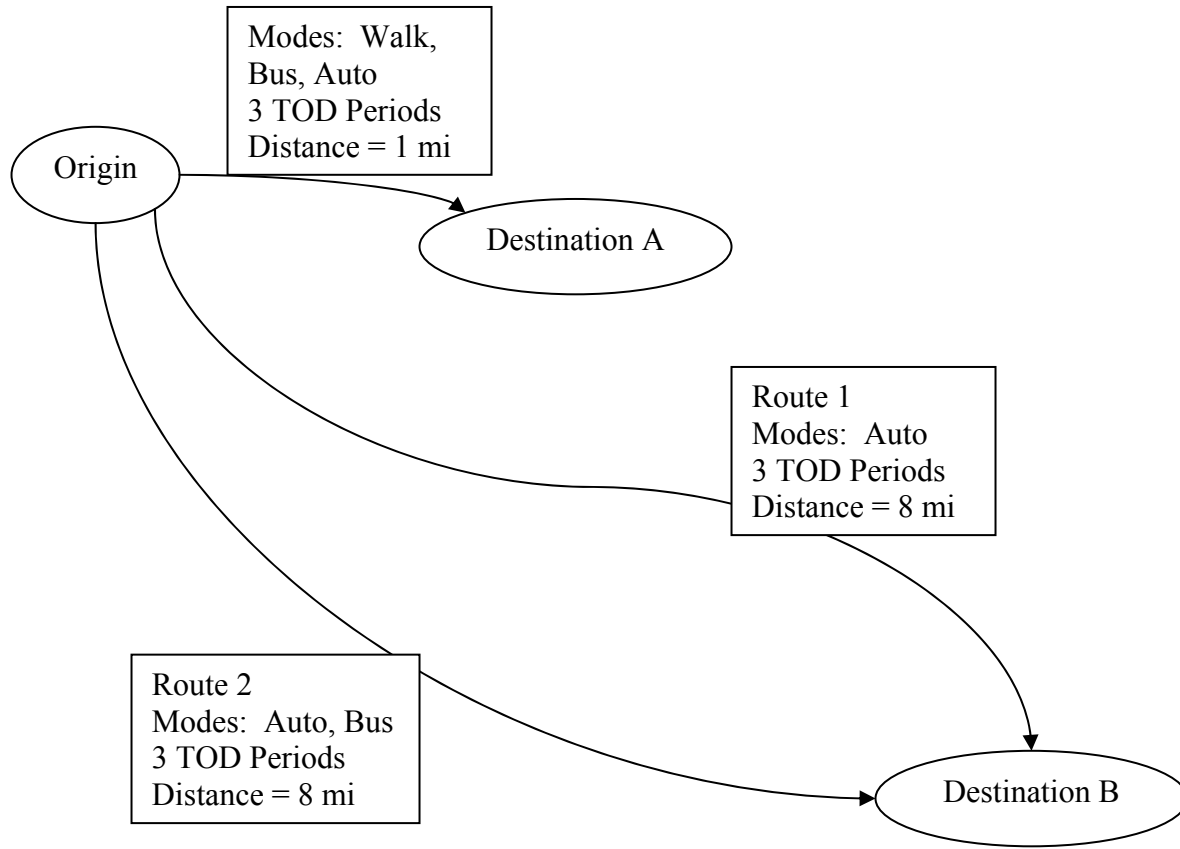 Modes: Walk,
Bus, Auto
3 TOD Periods
Distance = 1 mi
Origin
Destination A
Route 1
Modes: Auto
3 TOD Periods
Distance = 8 mi
Route 2
Modes: Auto, Bus
3 TOD Periods
Distance = 8 mi
Destination B